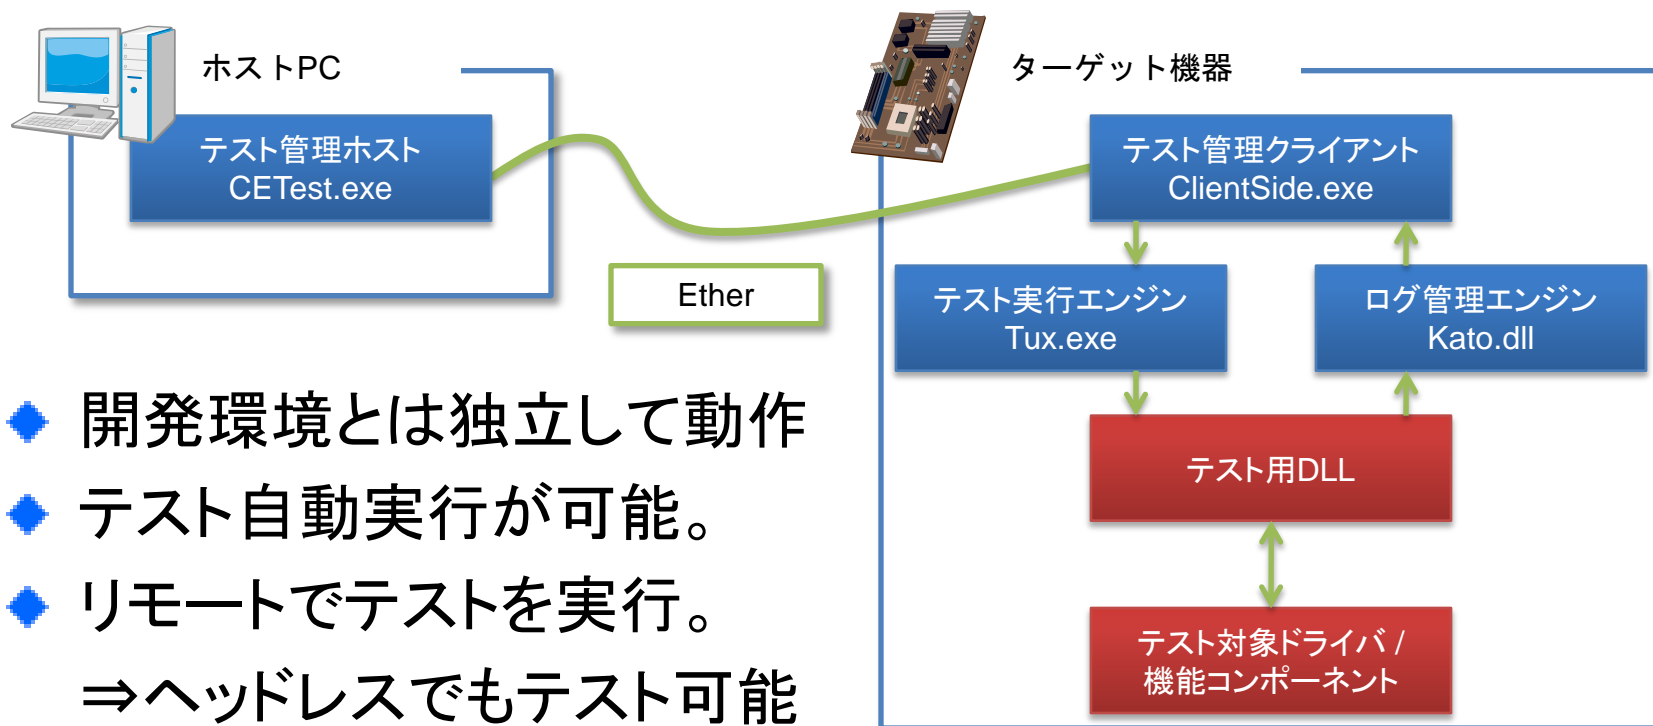 ホストPC
テスト管理ホスト
CETest.exe
Ether
ターゲット機器
テスト管理クライアント
ClientSide.exe
テスト実行エンジン
Tux.exe
ログ管理エンジン
Kato.dll
テスト用DLL
テスト対象ドライバ /
機能コンポーネント
開発環境とは独立して動作
テスト自動実行が可能。
リモートでテストを実行。
⇒ヘッドレスでもテスト可能